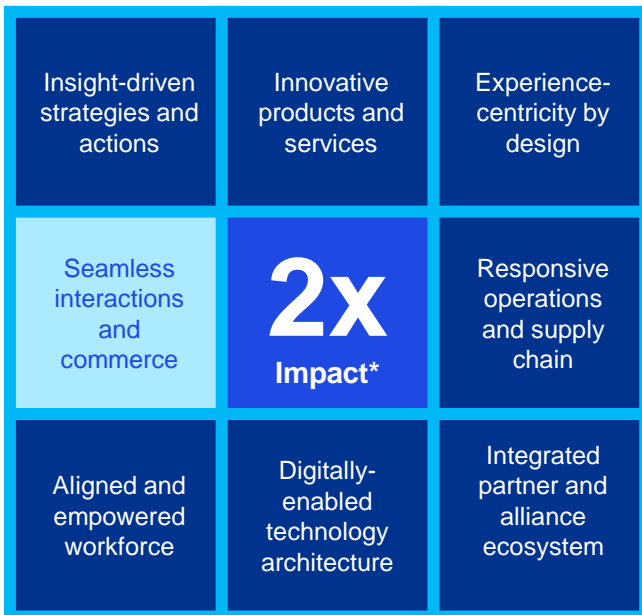 Insight-driven
strategies and
actions
Innovative
products and
services
Experience-
centricity by
design
Seamless
interactions
and
commerce
2x
Impact*
Responsive
operations
and supply
chain
Aligned and
empowered
workforce
Digitally-
enabled
technology
architecture
Integrated
partner and
alliance
ecosystem